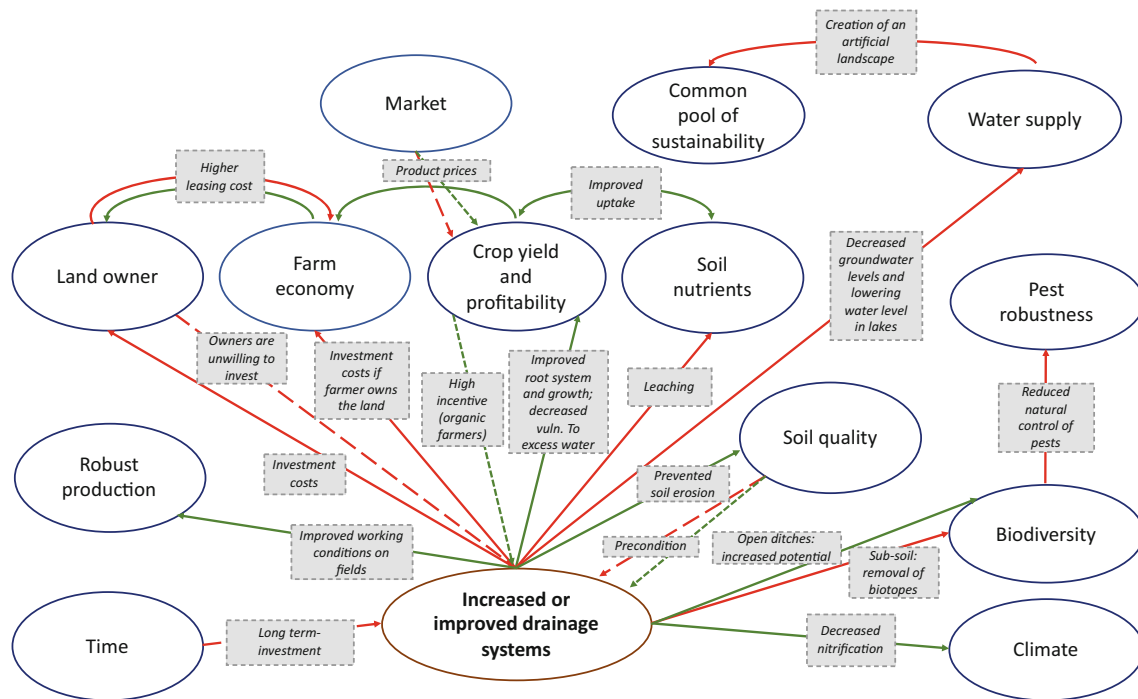 Creation of an
artificial
landscape
Market
Common
pool of
sustainability
Water supply
Higher
leasing cost
Product prices
Improved
uptake
Land owner
Farm
economy
Crop yield
and
profitability
Soil
nutrients
Decreased
groundwater
levels and
lowering
water level
in lakes
Pest
robustness
Owners are
unwilling to
invest
Investment
costs if
farmer owns
the land
High
incentive
(organic
farmers)
Improved
root system
and growth;
decreased
vuln. To
excess water
Leaching
Reduced
natural
control of
pests
Soil quality
Robust
production
Investment
costs
Prevented
soil erosion
Improved working
conditions on
fields
Precondition
Open ditches:
increased potential
Sub-soil:
removal of
biotopes
Biodiversity
Time
Long term-
investment
Increased or
improved drainage
systems
Decreased
nitrification
Climate